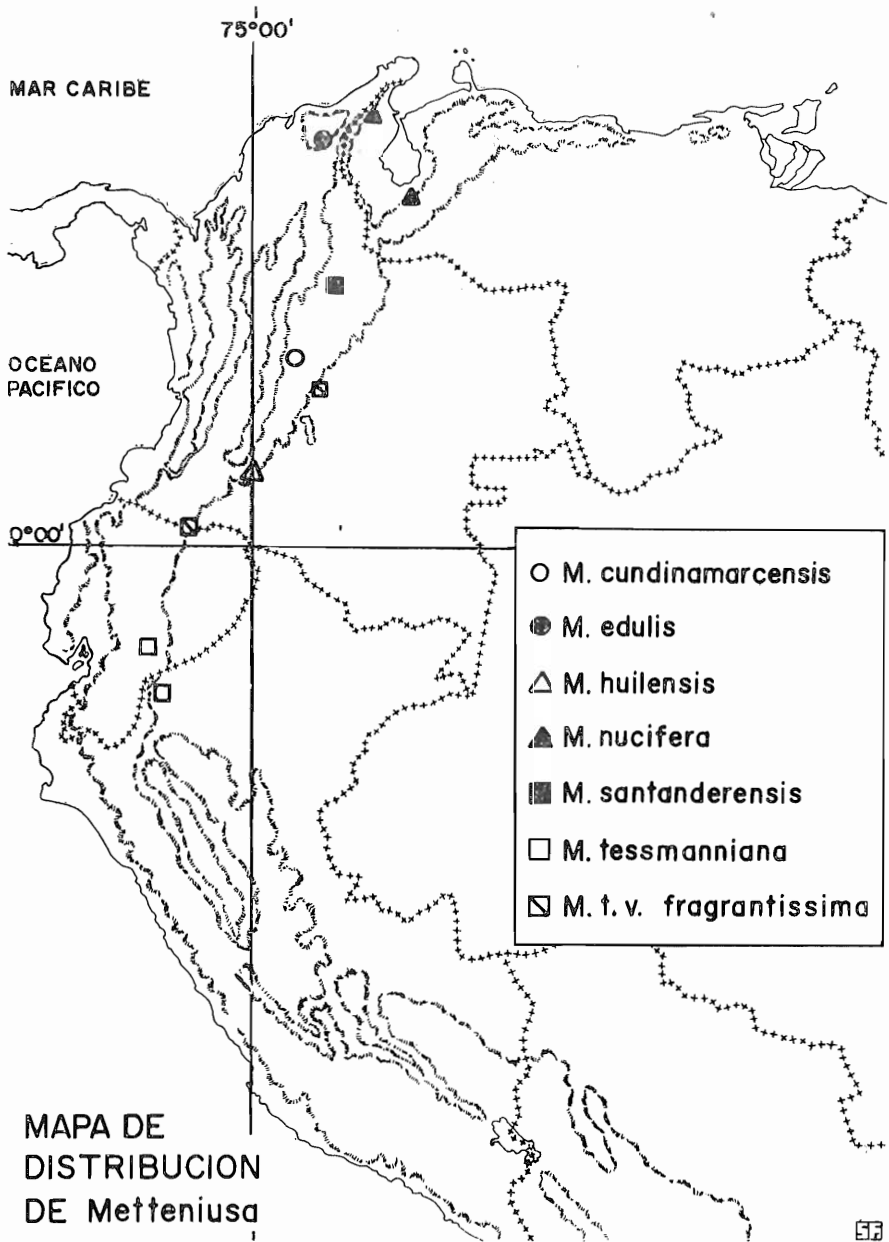 75°00'
MAR CARIBE
OCEANO
PACIFICO
0°00'
M. cundinamarcensis
M. edulis
M. huilensis
M. nucifera
M. santanderensis
M. tessmanniana
M. t. v. fragrantissima
MAPA DE
DISTRIBUCION
DE Metteniusa
SF